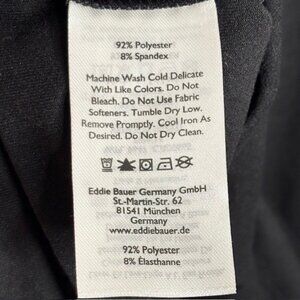 92% Polyester
8% Spandex
Machine Wash Cold Delicate
With Like Colors. Do Not
Bleach. Do Not Use Fabric
Softeners. Tumble Dry Low.
Remove Promptly. Cool Iron As
Desired. Do Not Dry Clean.
Eddie Bauer Germany GmbH
St.-Martin-Str. 62
81541 München
Germany
www.eddiebauer.de
92% Polyester
8% Élasthanne